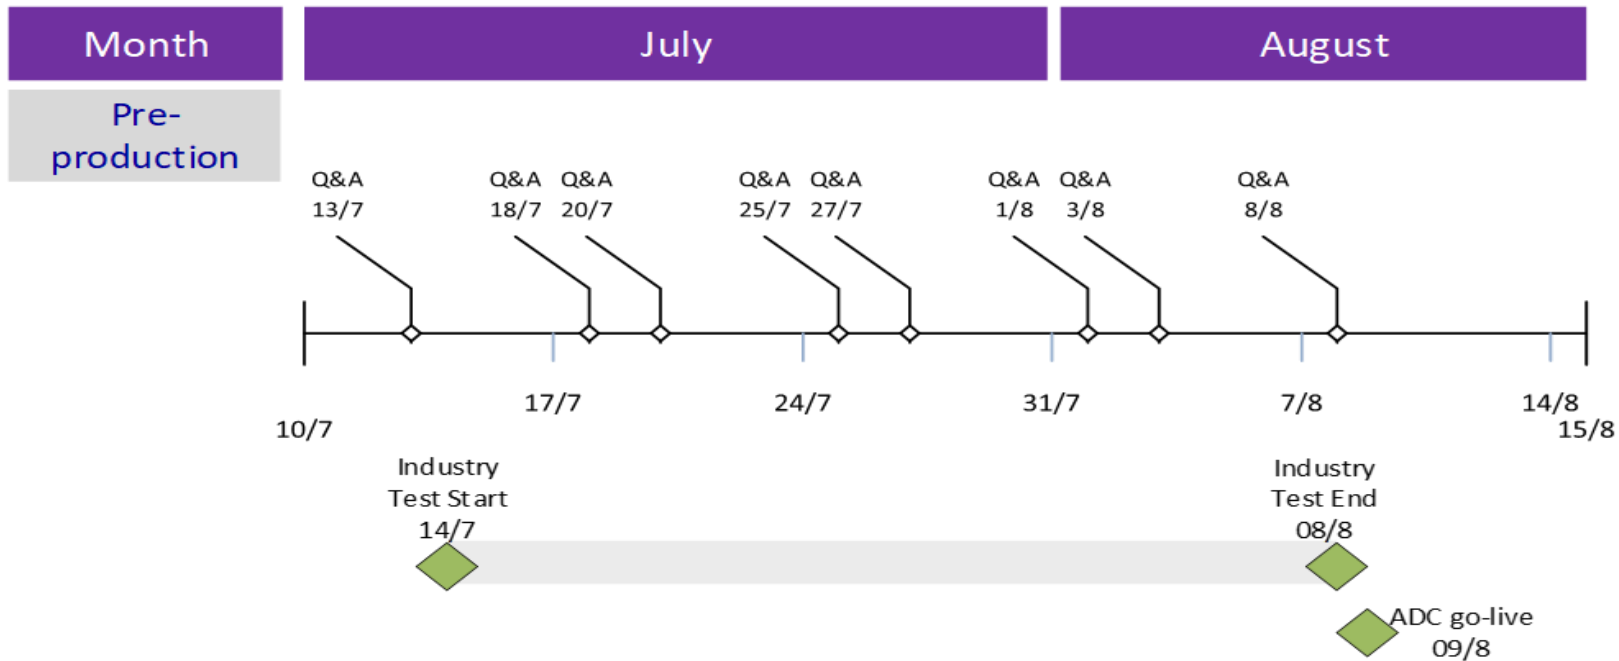 Month
July
August
Pre-
production
Q&A
13/7
Q&A
18/7
Q&A
20/7
Q&A
25/7
Q&A
27/7
Q&A
1/8
Q&A
3/8
Q&A
8/8
10/7
17/7
24/7
31/7
7/8
14/8
15/8
Industry
Test Start
14/7
Industry
Test End
08/8
ADC go-live
09/8